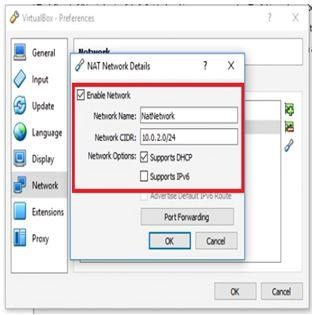 VirtualBox - Preferences
General
Input
Update
Language
Display
Network
Extensions
Proxy
Network
NAT Network Details
Enable Network
Network Name: NatNetwork
Network CIDR: 10.0.2.0/24
Network Options: Supports DHCP
Supports IPv6
Advertise Default IPv6 Route
Port Forwarding
OK Cancel
OK Cancel